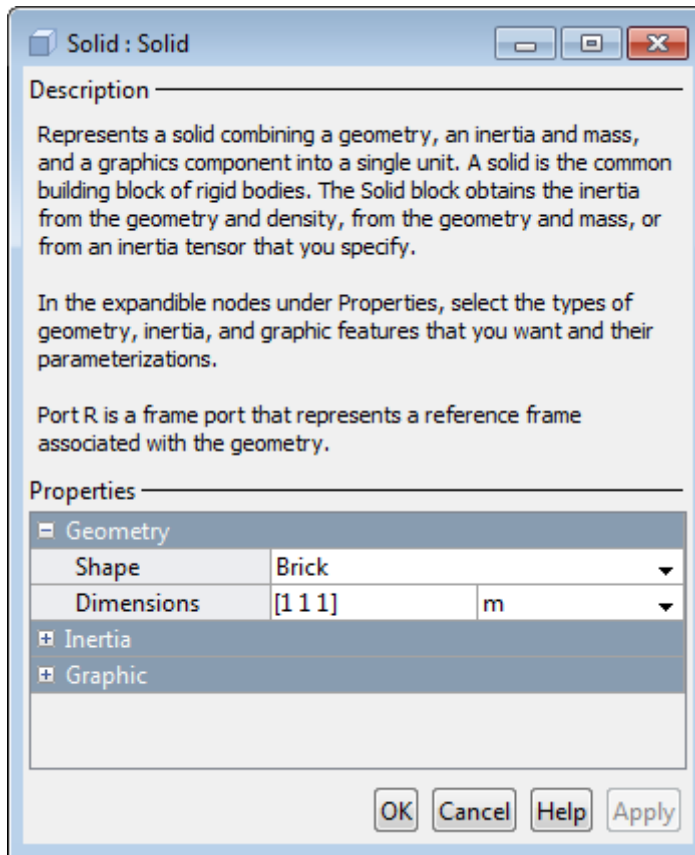 Solid : Solid
Description
Represents a solid combining a geometry, an inertia and mass,
and a graphics component into a single unit. A solid is the common
building block of rigid bodies. The Solid block obtains the inertia
from the geometry and density, from the geometry and mass, or
from an inertia tensor that you specify.
In the expandible nodes under Properties, select the types of
geometry, inertia, and graphic features that you want and their
parameterizations.
Port R is a frame port that represents a reference frame
associated with the geometry.
Properties
Geometry
Shape Brick
Dimensions [1 1 1] m
Inertia
Graphic
OK Cancel Help Apply